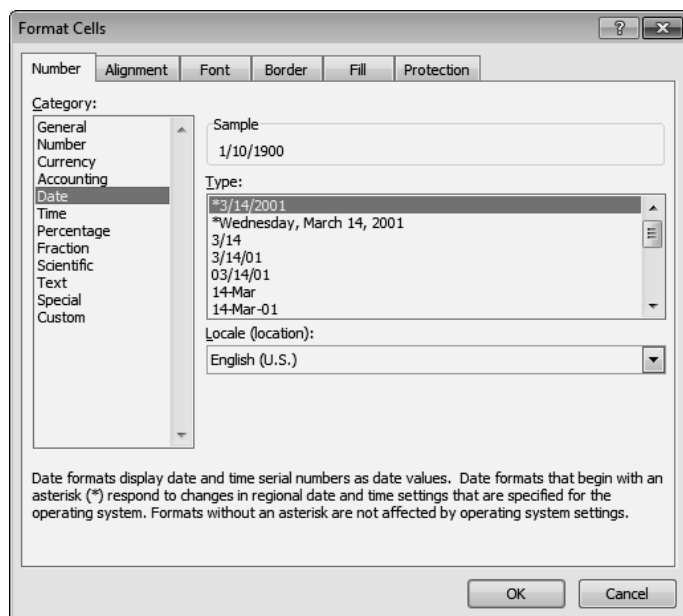 Format Cells
Number Alignment Font Border Fill Protection
Category:
General
Number
Currency
Accounting
Date
Time
Percentage
Fraction
Scientific
Text
Special
Custom
Sample
1/10/1900
Type:
*3/14/2001
*Wednesday, March 14, 2001
3/14
3/14/01
03/14/01
14-Mar
14-Mar-01
Locale (location):
English (U.S.)
Date formats display date and time serial numbers as date values.  Date formats that begin with an
asterisk (*) respond to changes in regional date and time settings that are specified for the
operating system. Formats without an asterisk are not affected by operating system settings.
OK Cancel